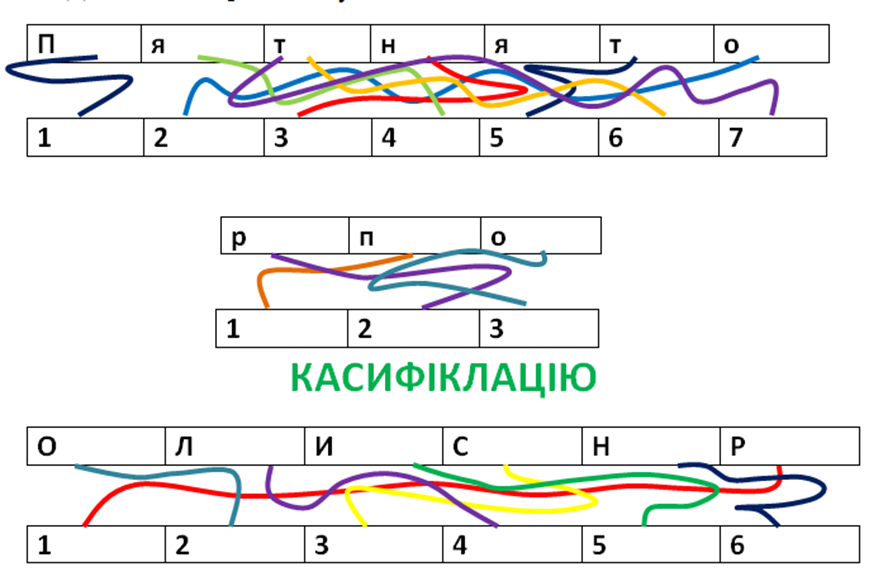 П я т н я т о
1 2 3 4 5 6 7
р п о
1 2 3
КАСИФІКЛАЦІЮ
О Л И С Н Р
1 2 3 4 5 6